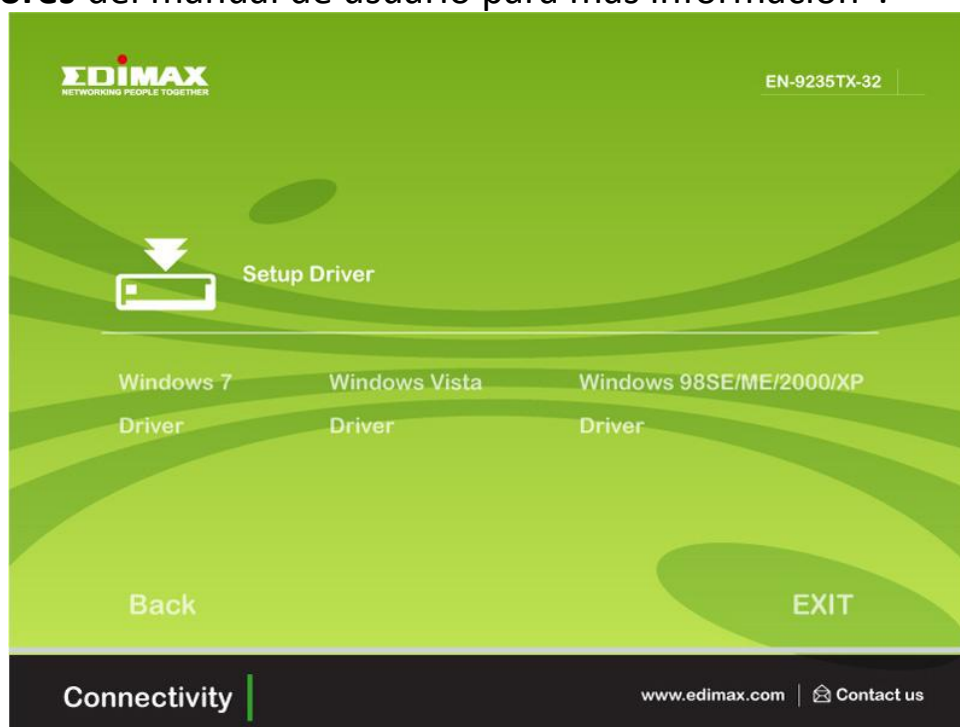 del manual de usuario para más información .
EDIMAX
NETWORKING PEOPLE TOGETHER
EN-9235TX-32
Setup Driver
Windows 7
Driver
Windows Vista
Driver
Windows 98SE/ME/2000/XP
Driver
Back
EXIT
Connectivity
www.edimax.com
Contact us